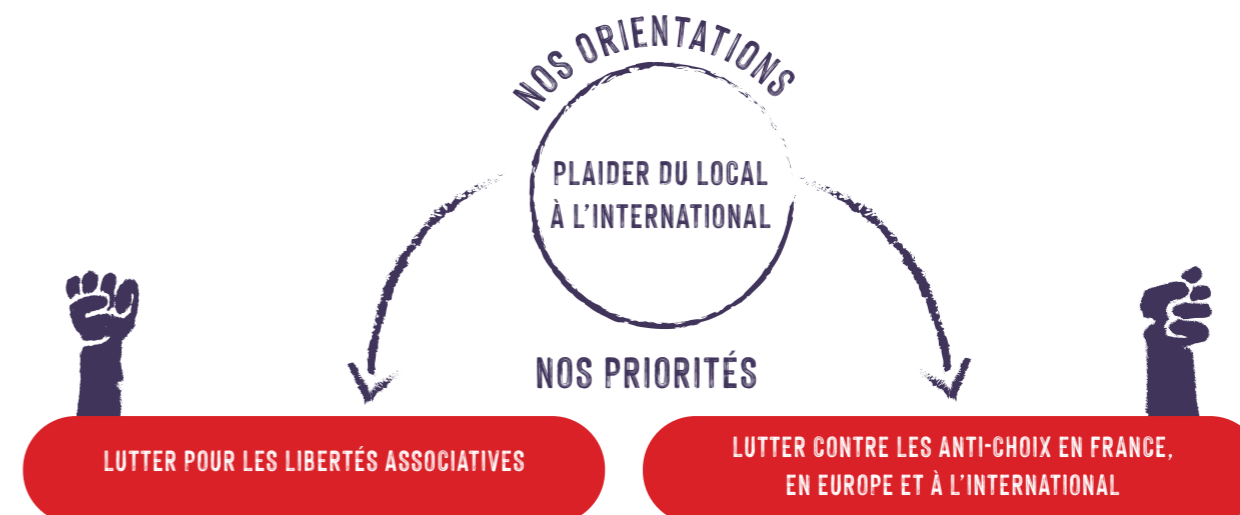 NOS ORIENTATIONS
PLAIDER DU LOCAL
À L'INTERNATIONAL
NOS PRIORITÉS
LUTTER POUR LES LIBERTÉS ASSOCIATIVES
LUTTER CONTRE LES ANTI-CHOIX EN FRANCE,
EN EUROPE ET À L'INTERNATIONAL